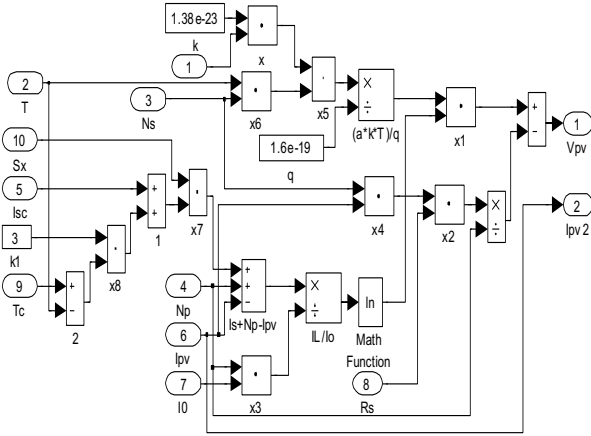 1.38e-23
k
x
1
2
T
3
Ns
x6
x5
1.6e-19
q
×
÷
(a*k*T)/q
x1
+
−
1
Vpv
10
Sx
5
Isc
3
k1
9
Tc
+
−
2
x8
+
+
1
x7
x4
x2
×
÷
2
Ipv 2
4
Np
6
Ipv
7
I0
+
+
−
Is+Np-Ipv
x3
×
÷
IL/Io
ln
Math
Function
8
Rs